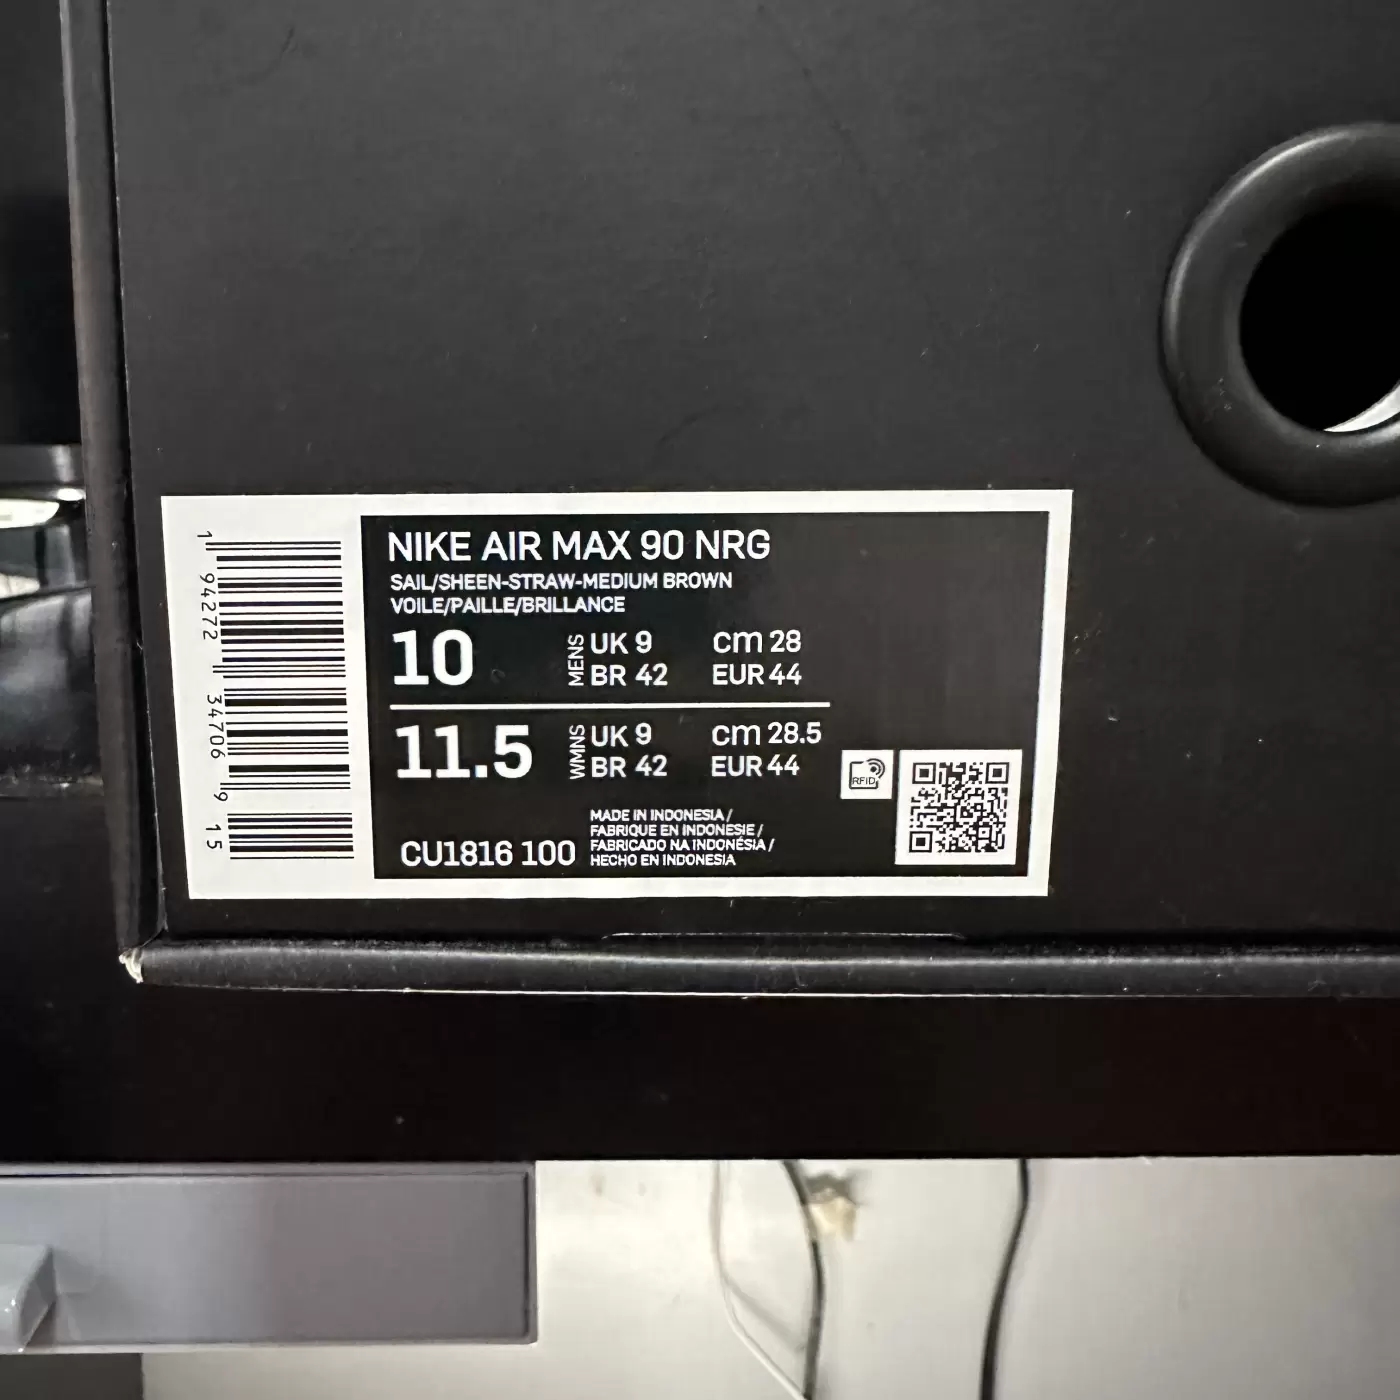 NIKE AIR MAX 90 NRG
SAIL/SHEEN-STRAW-MEDIUM BROWN
VOILE/PAILLE/BRILLANCE
10 MENS UK 9 cm 28
BR 42 EUR 44
11.5 WMNS UK 9 cm 28.5
BR 42 EUR 44
RFID
MADE IN INDONESIA /
FABRIQUE EN INDONESIE /
FABRICADO NA INDONÉSIA /
HECHO EN INDONESIA
CU1816 100
1 94272 34706 9 15